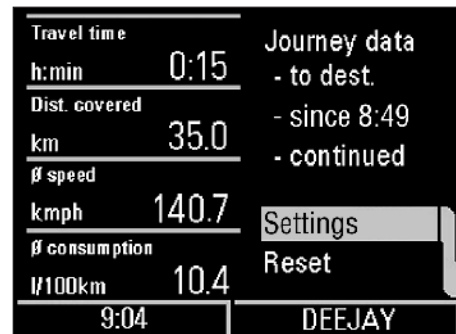 Travel time
h:min 0:15
Dist. covered
km 35.0
Ø speed
kmph 140.7
Ø consumption
l/100km 10.4
9:04
Journey data
- to dest.
- since 8:49
- continued
Settings
Reset
DEEJAY